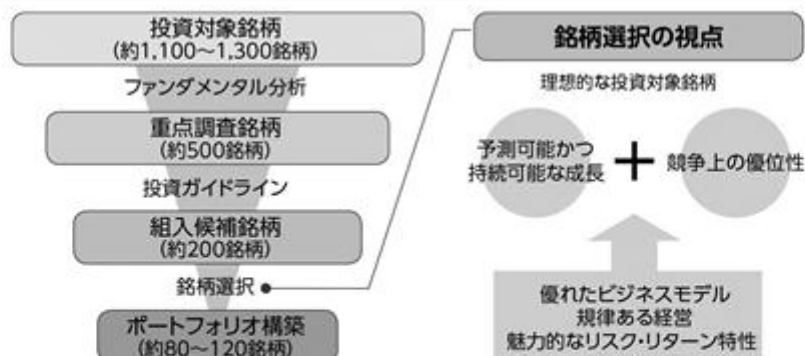 投資対象銘柄
(約1,100～1,300銘柄)
ファンダメンタル分析
重点調査銘柄
(約500銘柄)
投資ガイドライン
組入候補銘柄
(約200銘柄)
銘柄選択
ポートフォリオ構築
(約80～120銘柄)
銘柄選択の視点
理想的な投資対象銘柄
予測可能かつ
持続可能な成長
+
競争上の優位性
優れたビジネスモデル
規律ある経営
魅力的なリスク・リターン特性